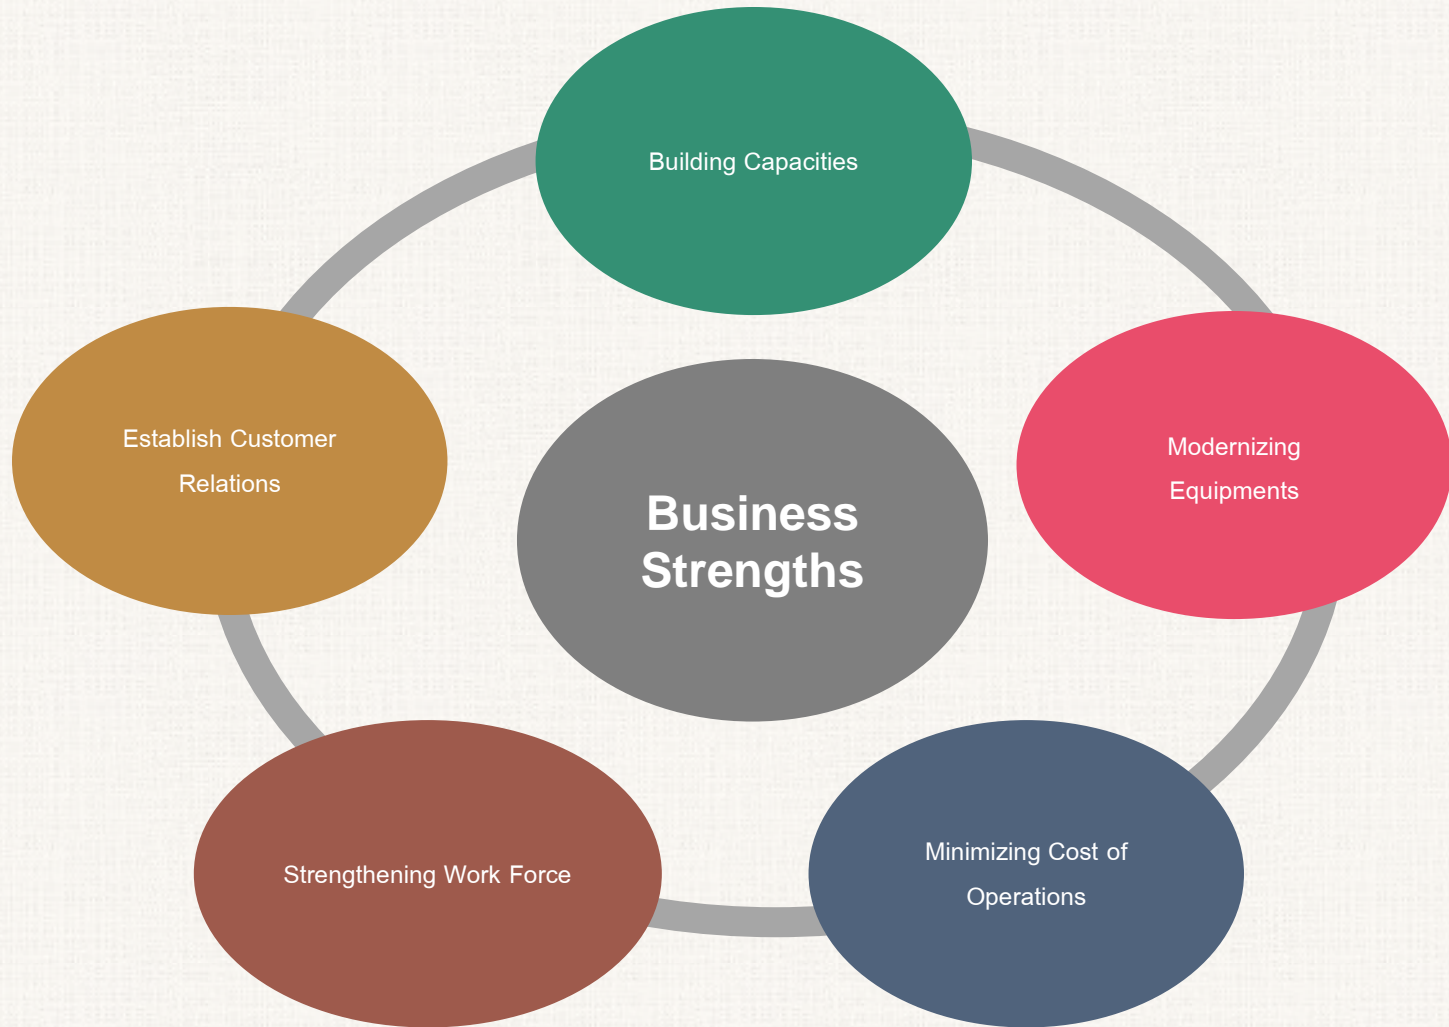 Building Capacities
Establish Customer
Relations
Modernizing
Equipments
Business
Strengths
Strengthening Work Force
Minimizing Cost of
Operations